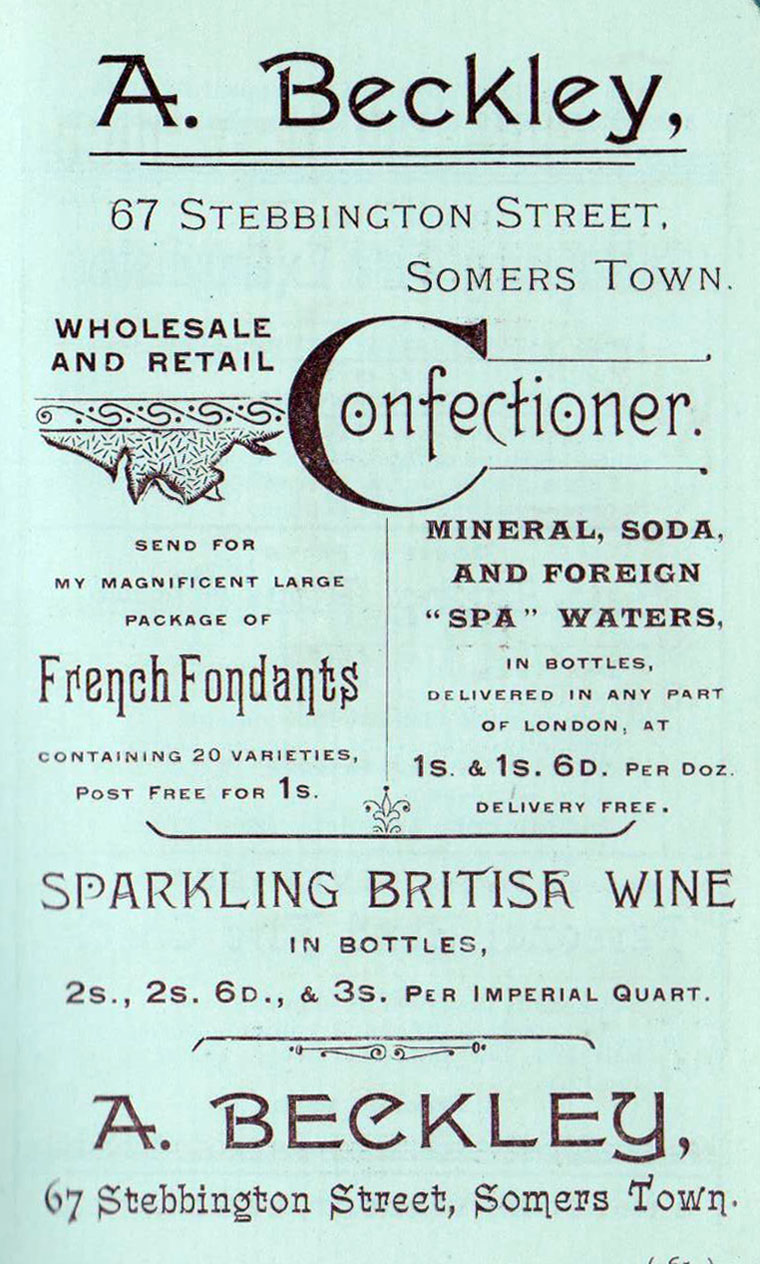 A. Beckley,
67 STEBBINGTON STREET,
SOMERS TOWN.
WHOLESALE
AND RETAIL
Confectioner.
SEND FOR
MY MAGNIFICENT LARGE
PACKAGE OF
French Fondants
CONTAINING 20 VARIETIES,
POST FREE FOR 1S.
MINERAL, SODA,
AND FOREIGN
“SPA” WATERS,
IN BOTTLES,
DELIVERED IN ANY PART
OF LONDON, AT
1S. & 1S. 6D. PER DOZ.
DELIVERY FREE.
SPARKLING BRITISH WINE
IN BOTTLES,
2S., 2S. 6D., & 3S. PER IMPERIAL QUART.
A. BECKLEY,
67 Stebbington Street, Somers Town.